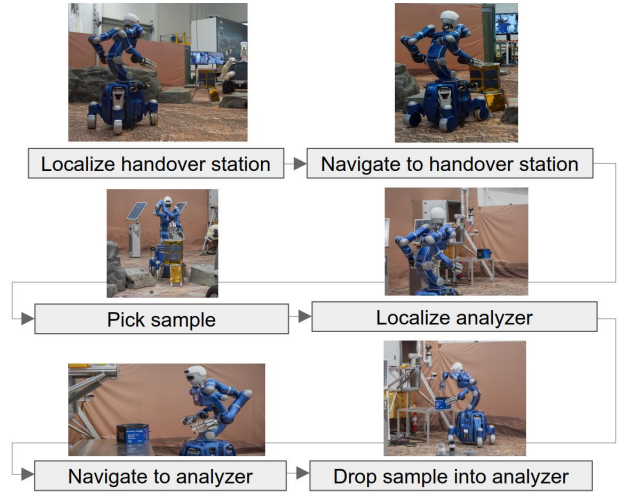 Localize handover station
Navigate to handover station
Pick sample
Localize analyzer
Navigate to analyzer
Drop sample into analyzer